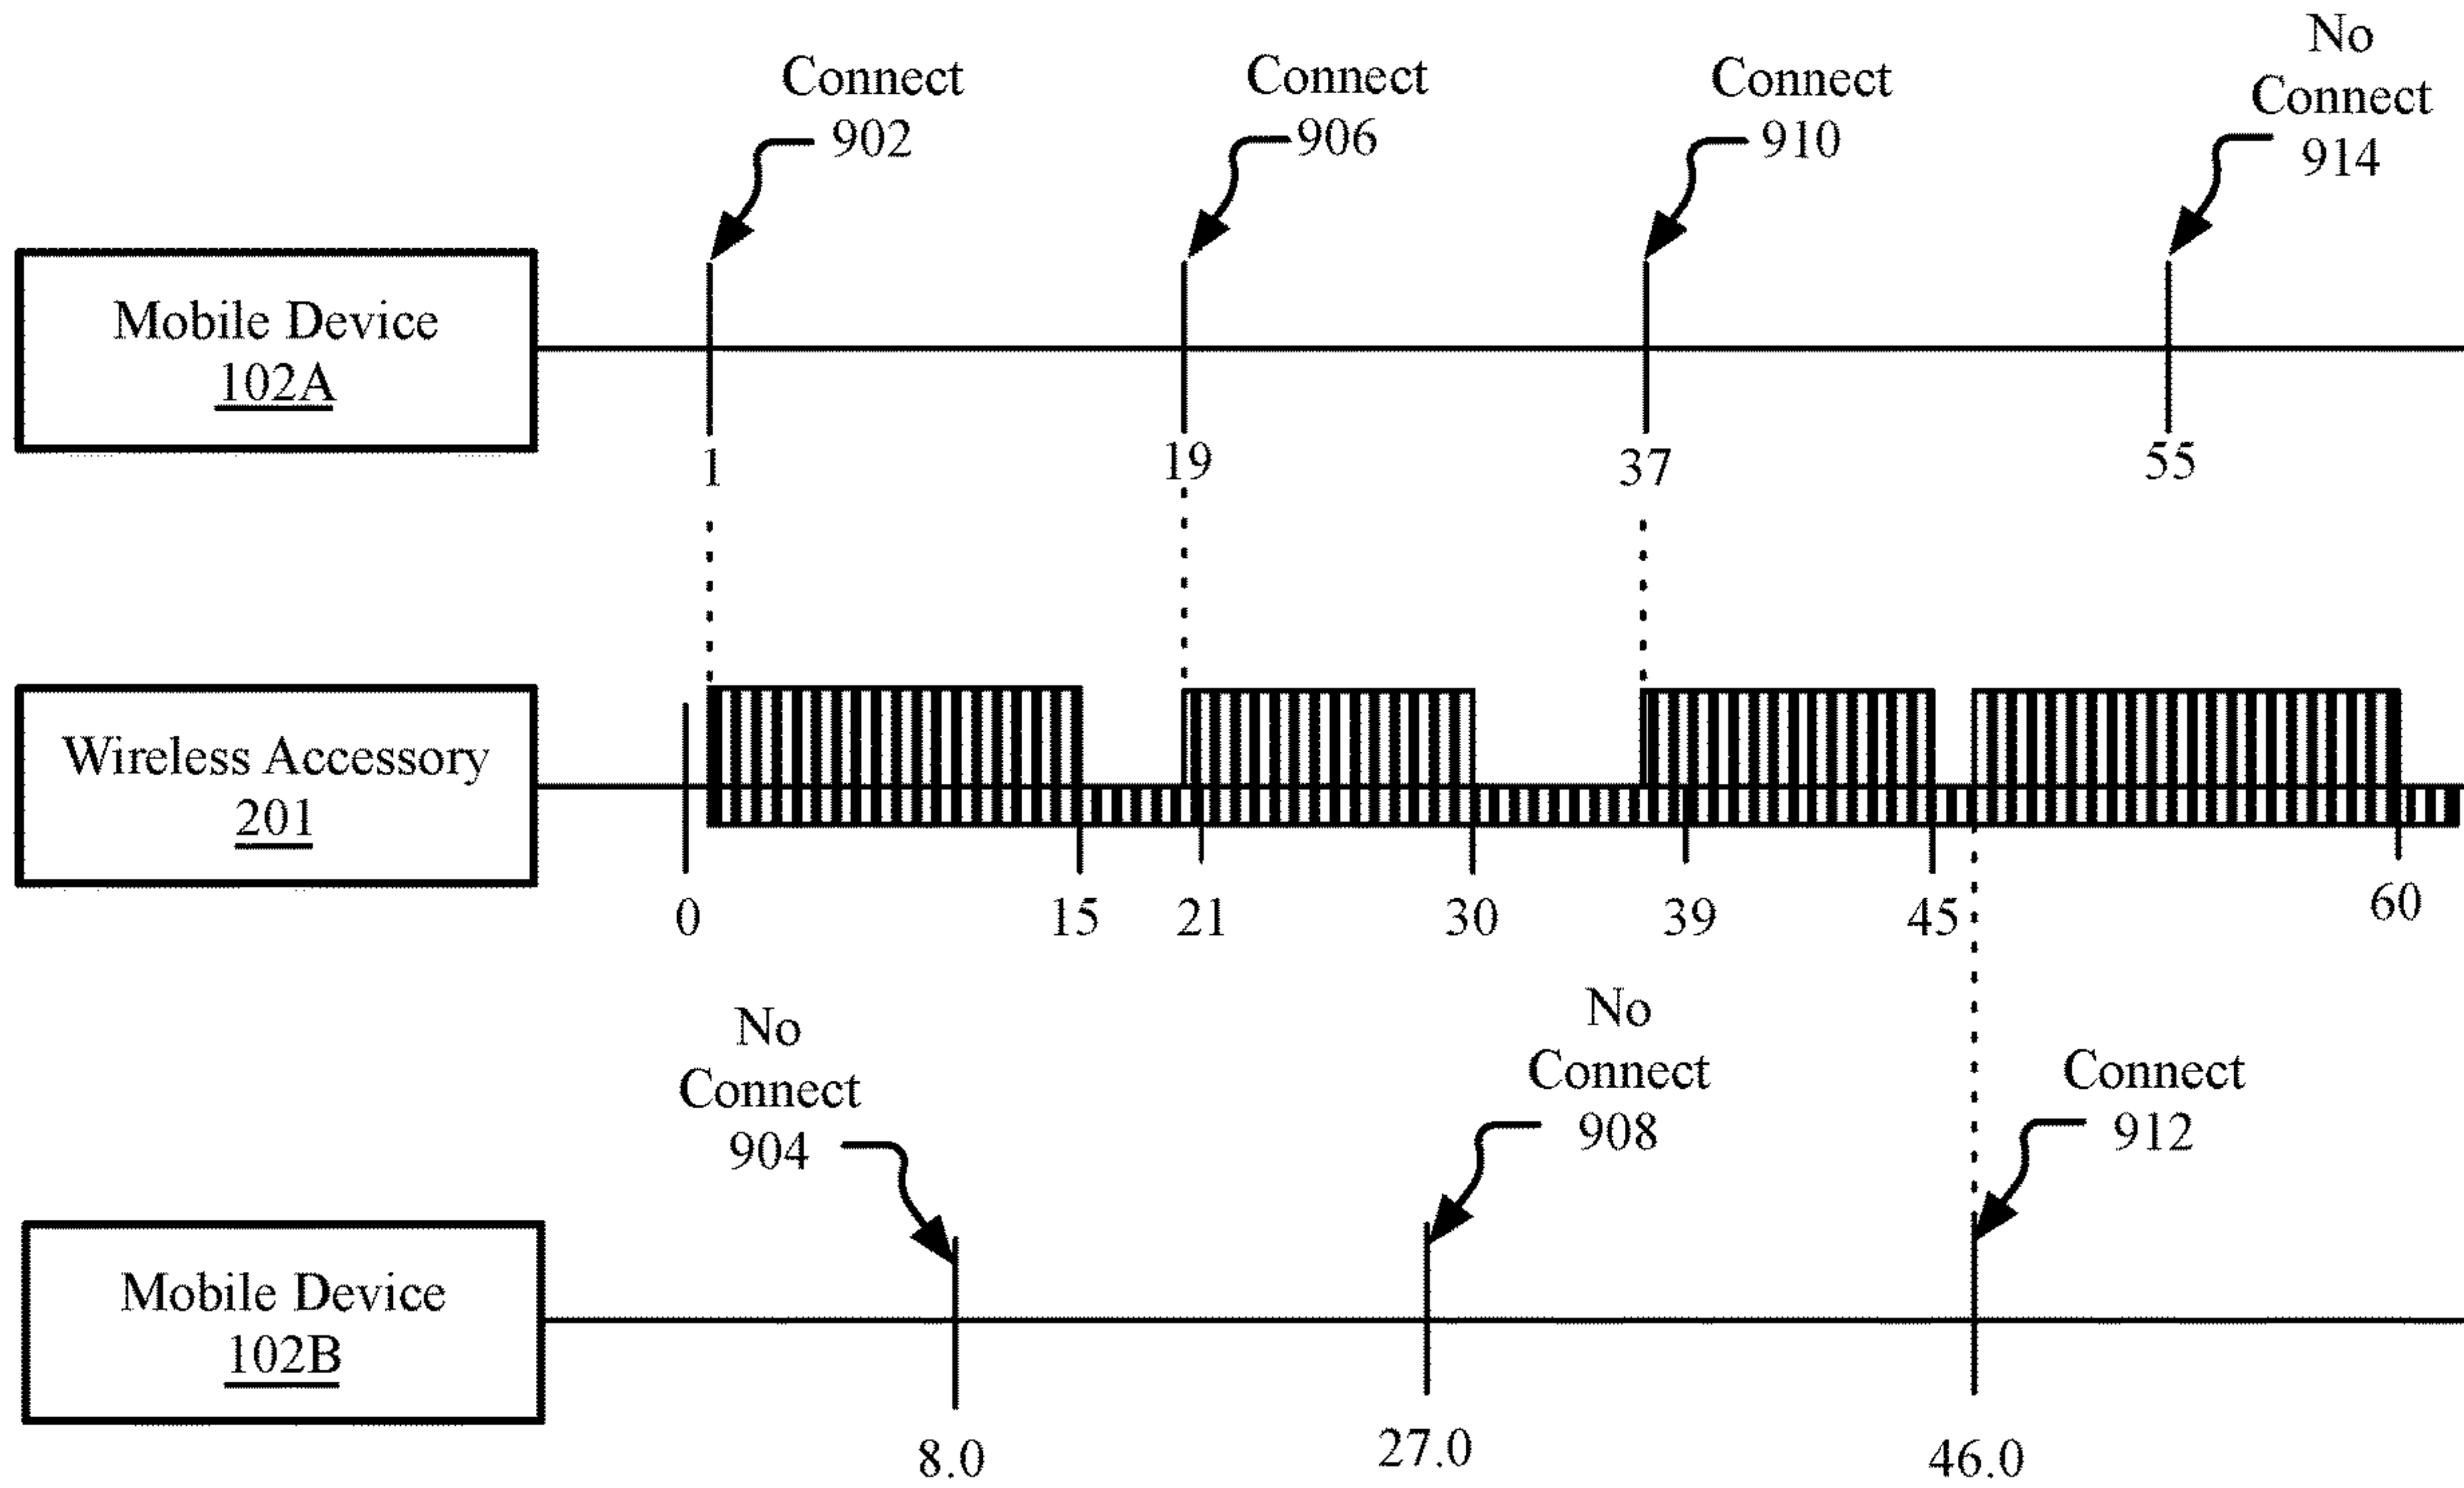 Connect
902
Connect
906
Connect
910
No
Connect
914
Mobile Device
102A
1
19
37
55
Wireless Accessory
201
0
15
21
30
39
45
60
No
Connect
904
No
Connect
908
Connect
912
Mobile Device
102B
8.0
27.0
46.0